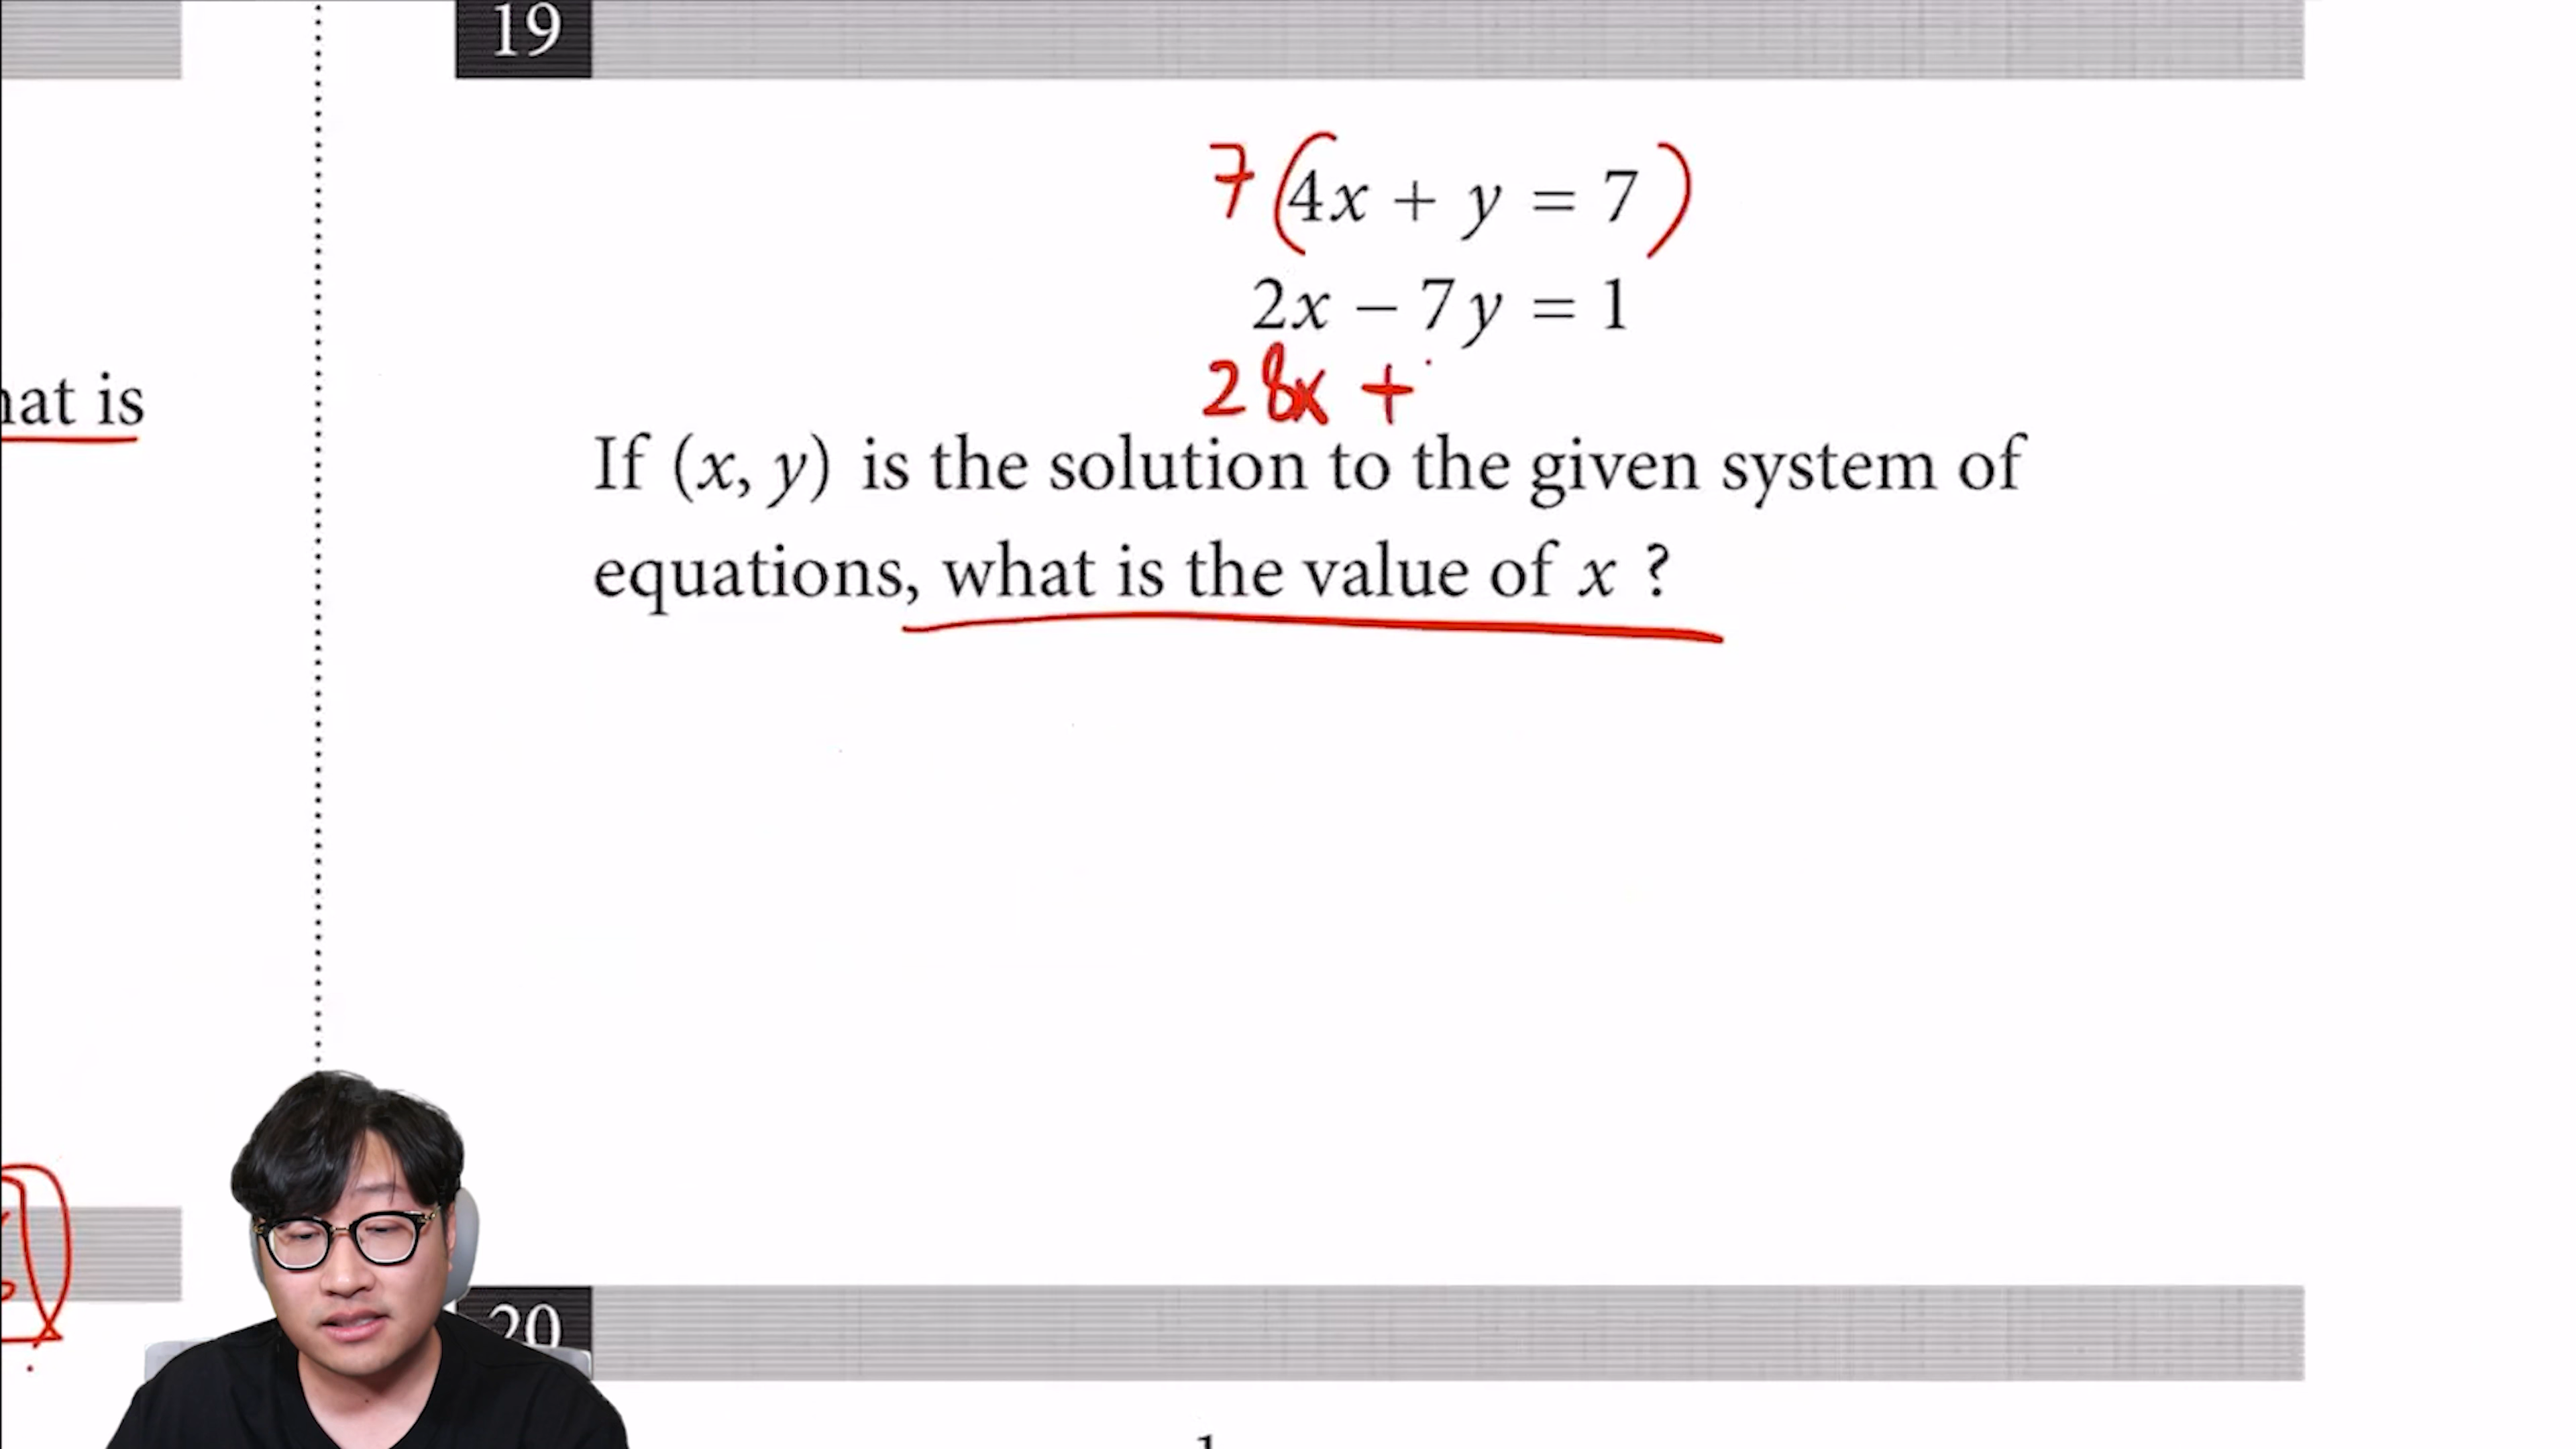 hat is
19
7(4x + y = 7)
2x − 7y = 1
28x +
If (x, y) is the solution to the given system of
equations, what is the value of x ?
20
1